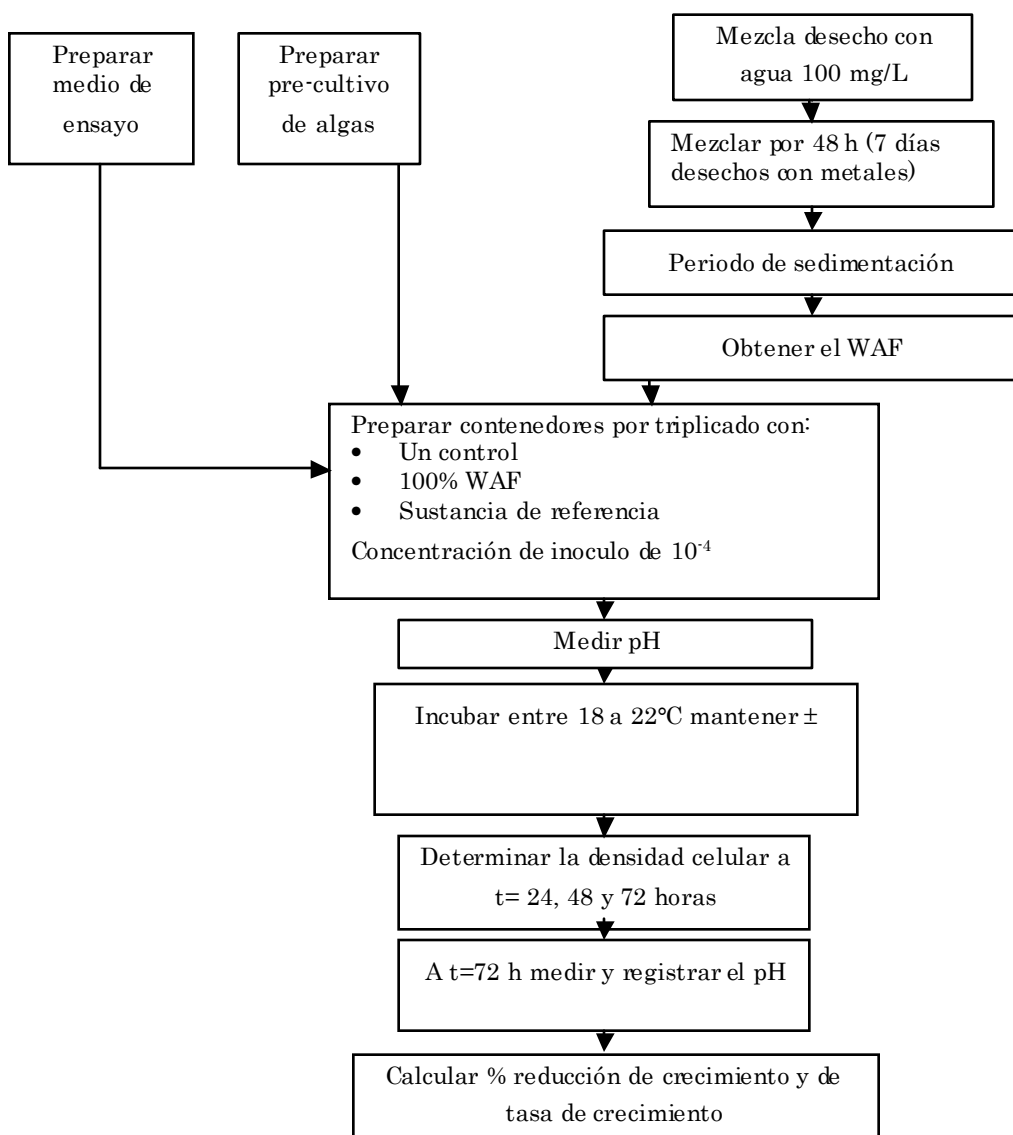 Preparar
medio de
ensayo
Preparar
pre-cultivo
de algas
Mezcla desecho con
agua 100 mg/L
Mezclar por 48 h (7 días
desechos con metales)
Periodo de sedimentación
Obtener el WAF
Preparar contenedores por triplicado con:
• Un control
• 100% WAF
• Sustancia de referencia
Concentración de inoculo de 10⁻⁴
Medir pH
Incubar entre 18 a 22°C mantener ±
Determinar la densidad celular a
t= 24, 48 y 72 horas
A t=72 h medir y registrar el pH
Calcular % reducción de crecimiento y de
tasa de crecimiento